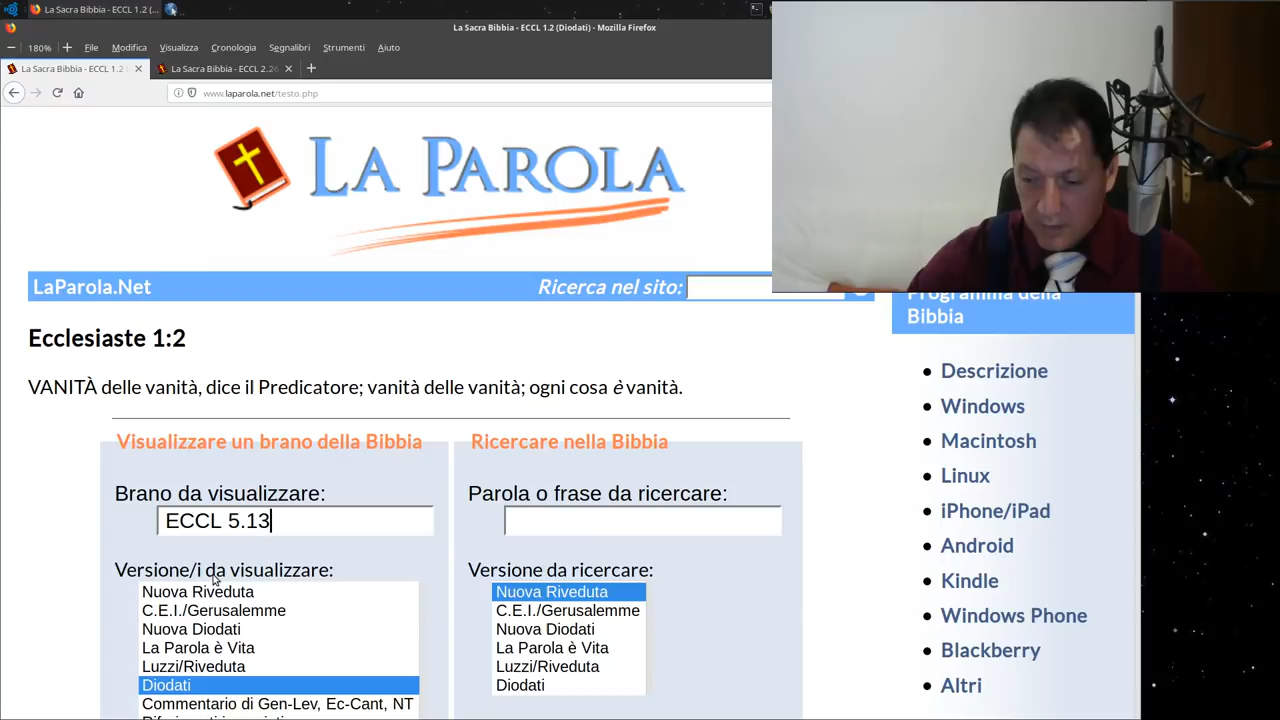 La Sacra Bibbia - ECCL 1.2 (...
La Sacra Bibbia - ECCL 1.2 (Diodati) - Mozilla Firefox
180% File Modifica Visualizza Cronologia Segnalibri Strumenti Aiuto
La Sacra Bibbia - ECCL 1.2
La Sacra Bibbia - ECCL 2.26
www.laparola.net/testo.php
LA PAROLA
LaParola.Net
Ricerca nel sito:
Programma della
Bibbia
Ecclesiaste 1:2
VANITÀ delle vanità, dice il Predicatore; vanità delle vanità; ogni cosa è vanità.
Visualizzare un brano della Bibbia
Brano da visualizzare:
ECCL 5.13
Versione/i da visualizzare:
Nuova Riveduta
C.E.I./Gerusalemme
Nuova Diodati
La Parola è Vita
Luzzi/Riveduta
Diodati
Commentario di Gen-Lev, Ec-Cant, NT
Ricercare nella Bibbia
Parola o frase da ricercare:
Versione da ricercare:
Nuova Riveduta
C.E.I./Gerusalemme
Nuova Diodati
La Parola è Vita
Luzzi/Riveduta
Diodati
Descrizione
Windows
Macintosh
Linux
iPhone/iPad
Android
Kindle
Windows Phone
Blackberry
Altri